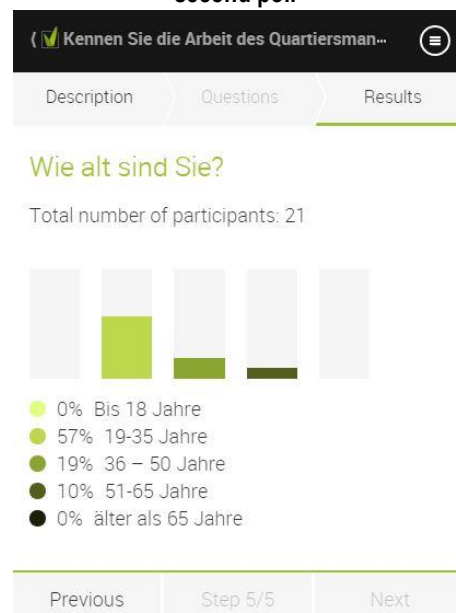 second poll
Kennen Sie die Arbeit des Quartiersman...
Description Questions Results
Wie alt sind Sie?
Total number of participants: 21
0% Bis 18 Jahre
57% 19-35 Jahre
19% 36 – 50 Jahre
10% 51-65 Jahre
0% älter als 65 Jahre
Previous Step 5/5 Next